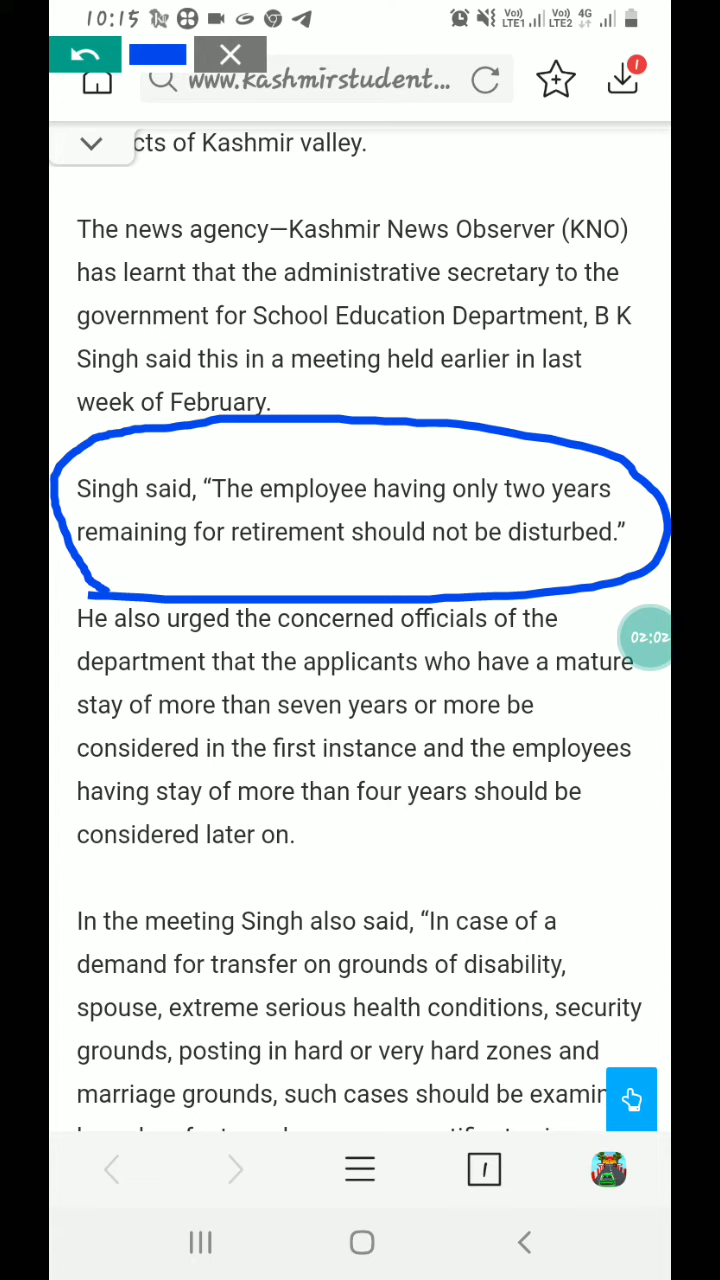 10:15
Vo)) LTE1 Vo)) LTE2 4G
www.kashmirstudent...
1
cts of Kashmir valley.
The news agency—Kashmir News Observer (KNO)
has learnt that the administrative secretary to the
government for School Education Department, B K
Singh said this in a meeting held earlier in last
week of February.
Singh said, “The employee having only two years
remaining for retirement should not be disturbed.”
He also urged the concerned officials of the
02:02
department that the applicants who have a mature
stay of more than seven years or more be
considered in the first instance and the employees
having stay of more than four years should be
considered later on.
In the meeting Singh also said, “In case of a
demand for transfer on grounds of disability,
spouse, extreme serious health conditions, security
grounds, posting in hard or very hard zones and
marriage grounds, such cases should be examin
1